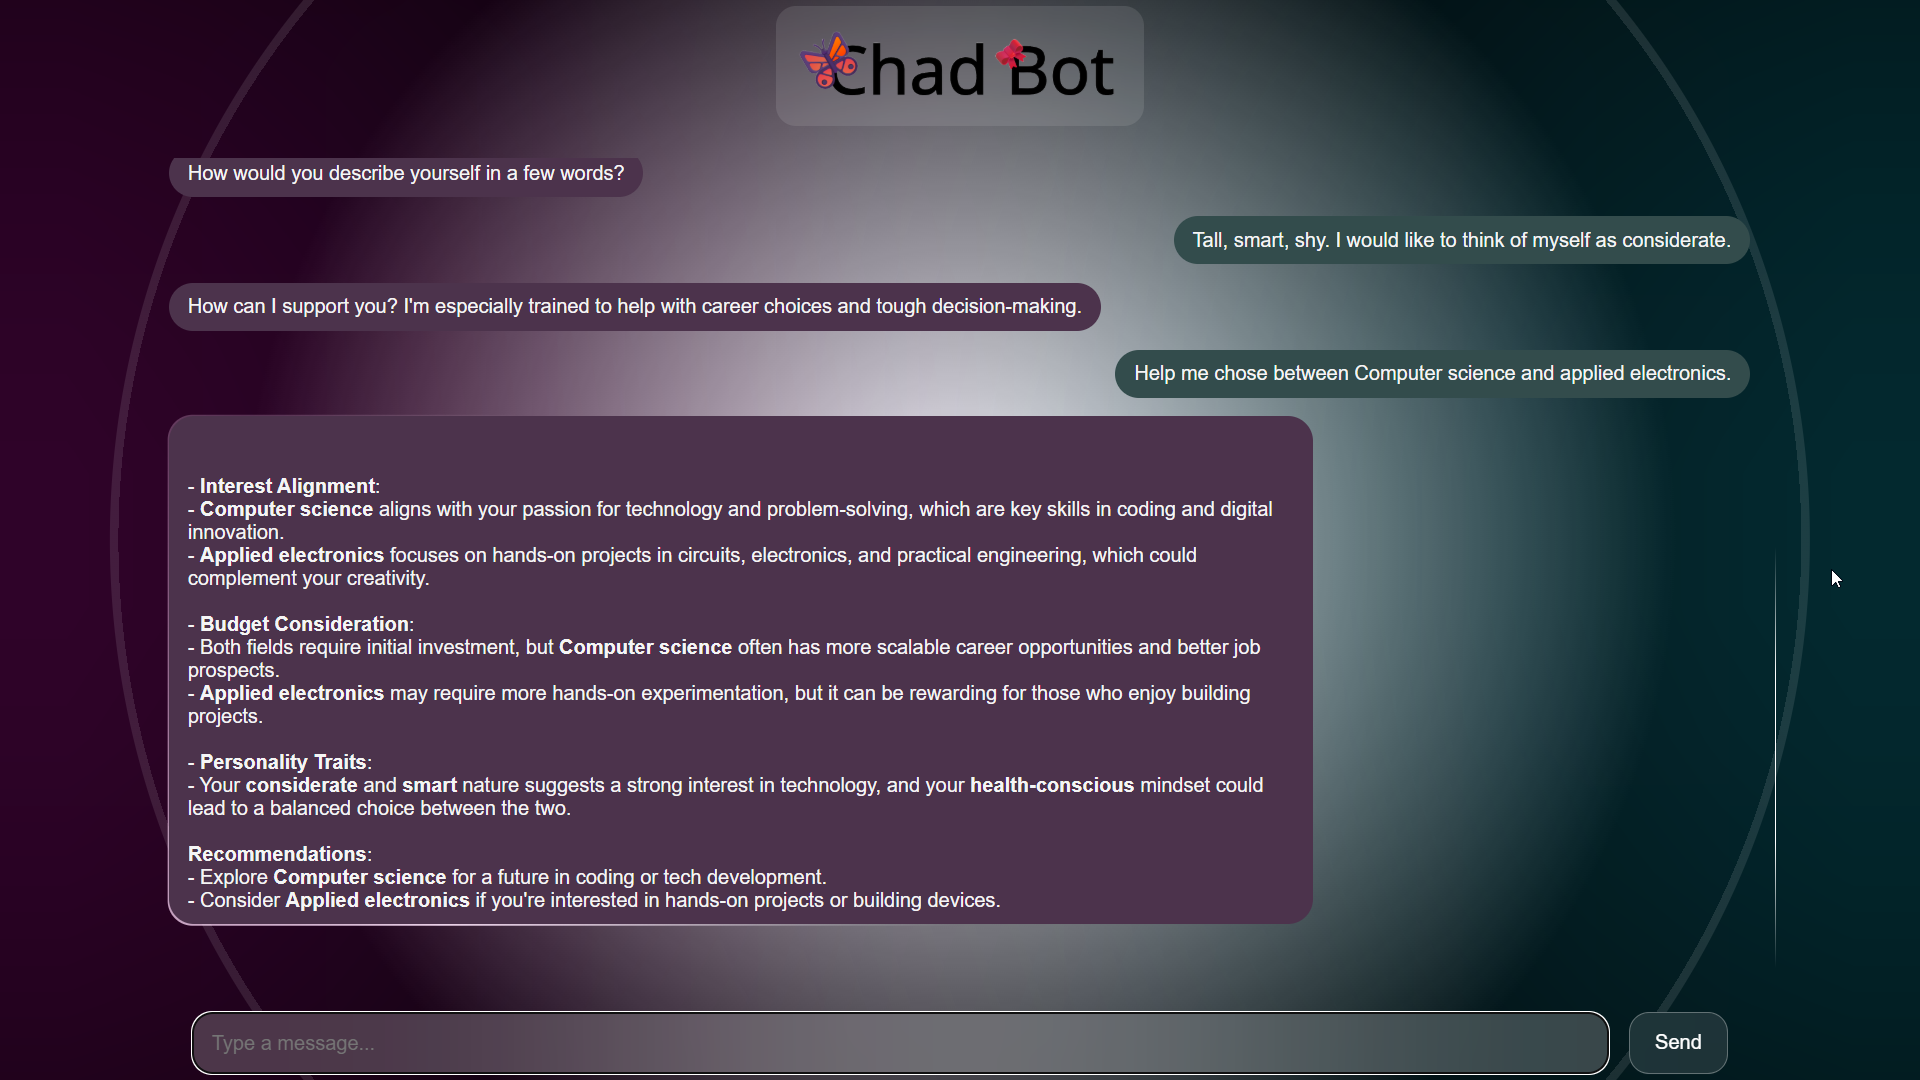 Chad Bot
How would you describe yourself in a few words?
Tall, smart, shy. I would like to think of myself as considerate.
How can I support you? I'm especially trained to help with career choices and tough decision-making.
Help me chose between Computer science and applied electronics.
- Interest Alignment:
- Computer science aligns with your passion for technology and problem-solving, which are key skills in coding and digital
innovation.
- Applied electronics focuses on hands-on projects in circuits, electronics, and practical engineering, which could
complement your creativity.
- Budget Consideration:
- Both fields require initial investment, but Computer science often has more scalable career opportunities and better job
prospects.
- Applied electronics may require more hands-on experimentation, but it can be rewarding for those who enjoy building
projects.
- Personality Traits:
- Your considerate and smart nature suggests a strong interest in technology, and your health-conscious mindset could
lead to a balanced choice between the two.
Recommendations:
- Explore Computer science for a future in coding or tech development.
- Consider Applied electronics if you're interested in hands-on projects or building devices.
Type a message...
Send